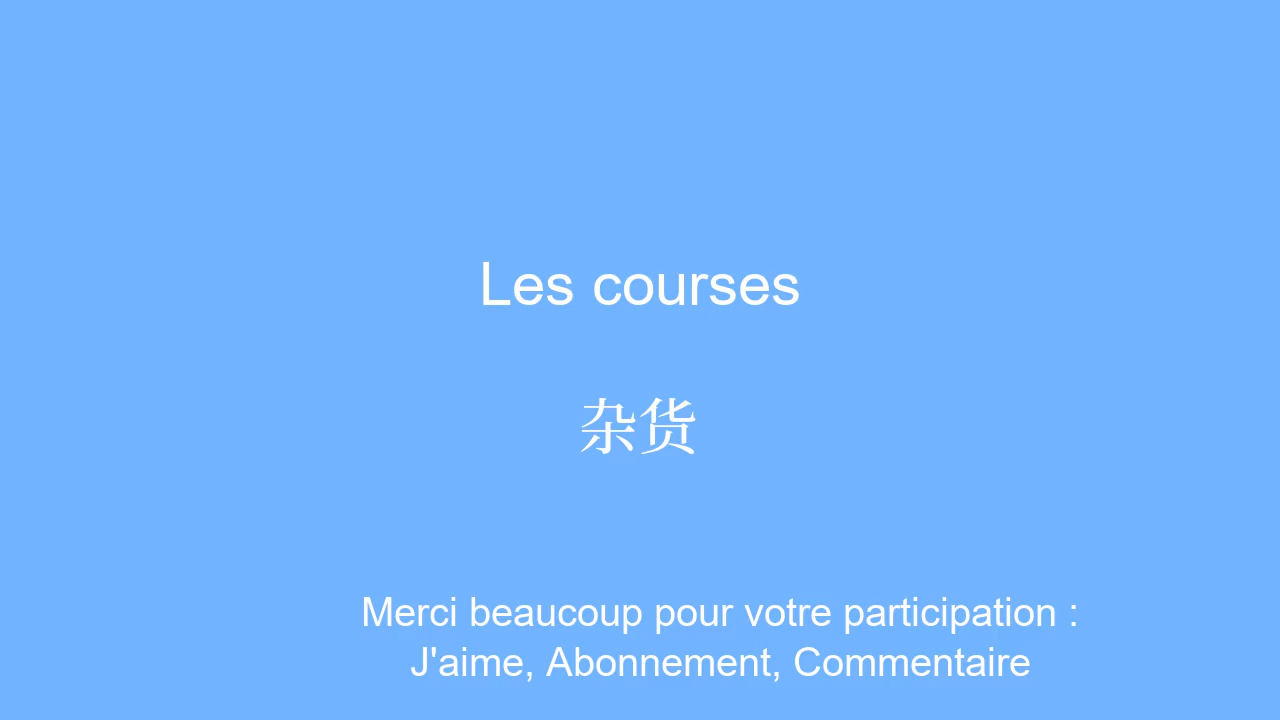 Les courses
杂货
Merci beaucoup pour votre participation :
J'aime, Abonnement, Commentaire